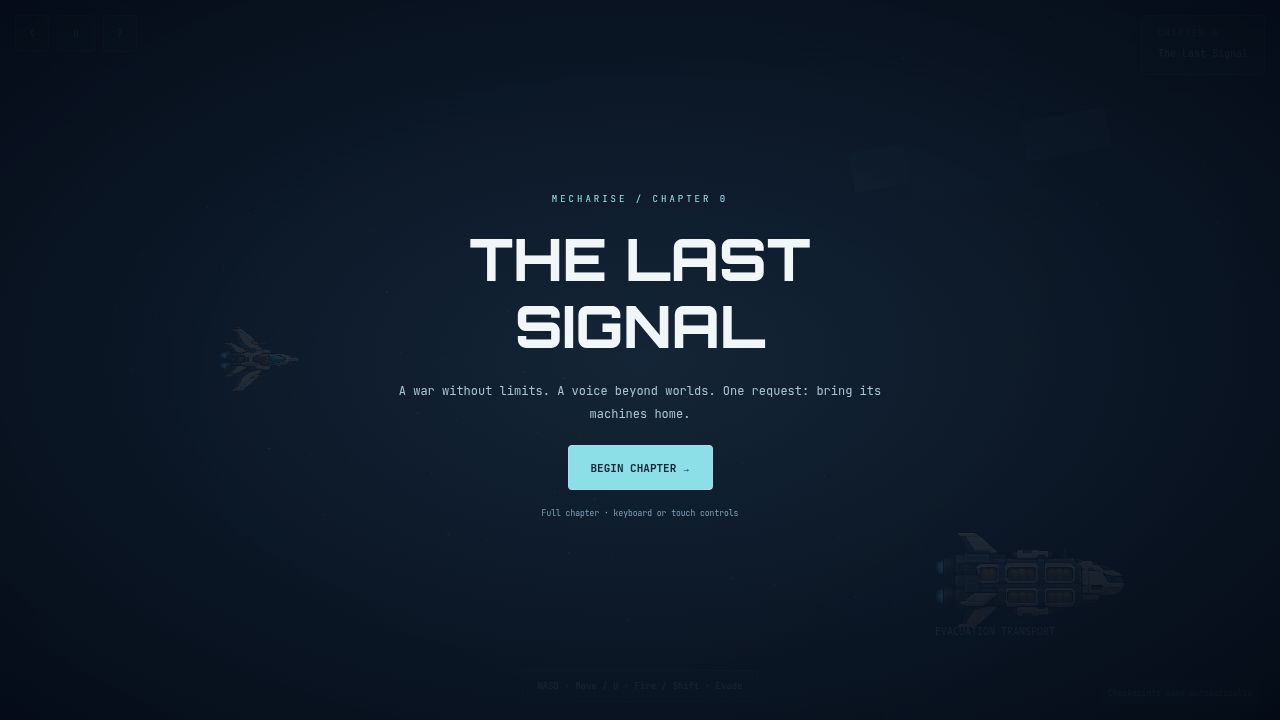 CHAPTER 0
The Last Signal
MECHARISE / CHAPTER 0
THE LAST
SIGNAL
A war without limits. A voice beyond worlds. One request: bring its
machines home.
BEGIN CHAPTER →
Full chapter · keyboard or touch controls
EVACUATION TRANSPORT
WASD · Move / U · Fire / Shift · Evade
Checkpoints save automatically